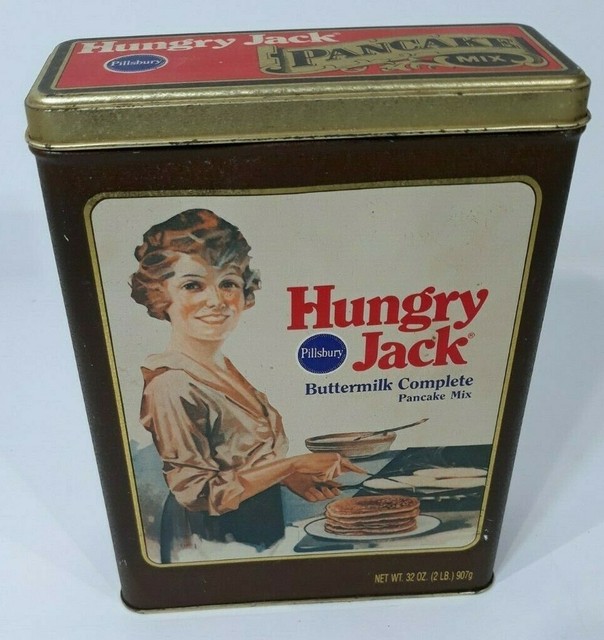 Hungry Jack®
Pillsbury
PANCAKE
MIX
Hungry
Pillsbury
Jack®
Buttermilk Complete
Pancake Mix
NET WT. 32 OZ. (2 LB.) 907g